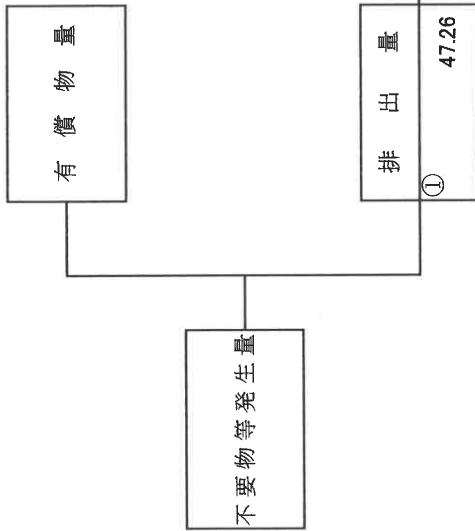 不要物等発生量
有償物量
排出量
①
47.26